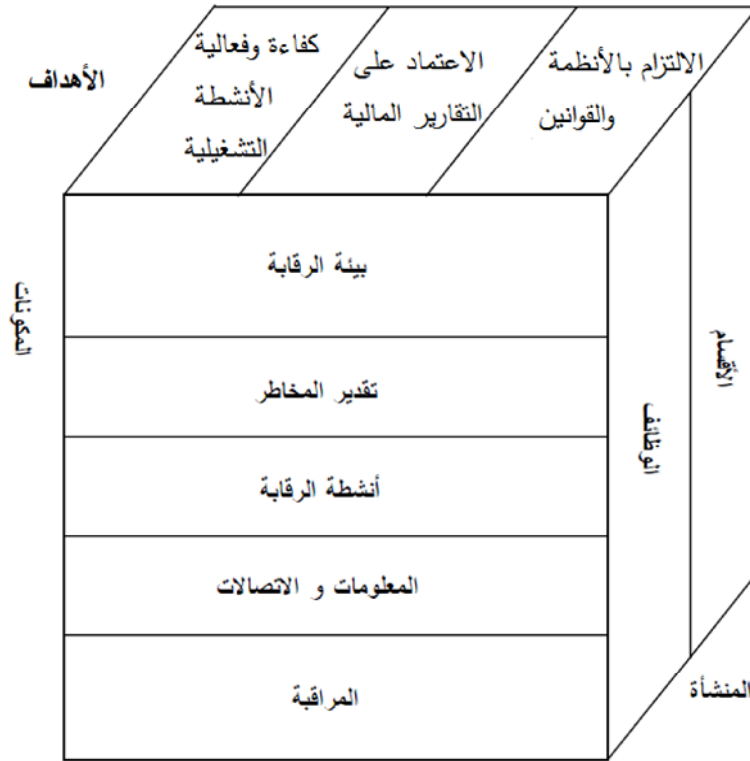 الأهداف
الالتزام بالأنظمة
والقوانين
الاعتماد على
التقارير المالية
كفاءة وفعالية
الأنشطة
التشغيلية
المكونات
بيئة الرقابة
تقدير المخاطر
أنشطة الرقابة
المعلومات و الاتصالات
المراقبة
الوظائف
الأقسام
المنشأة